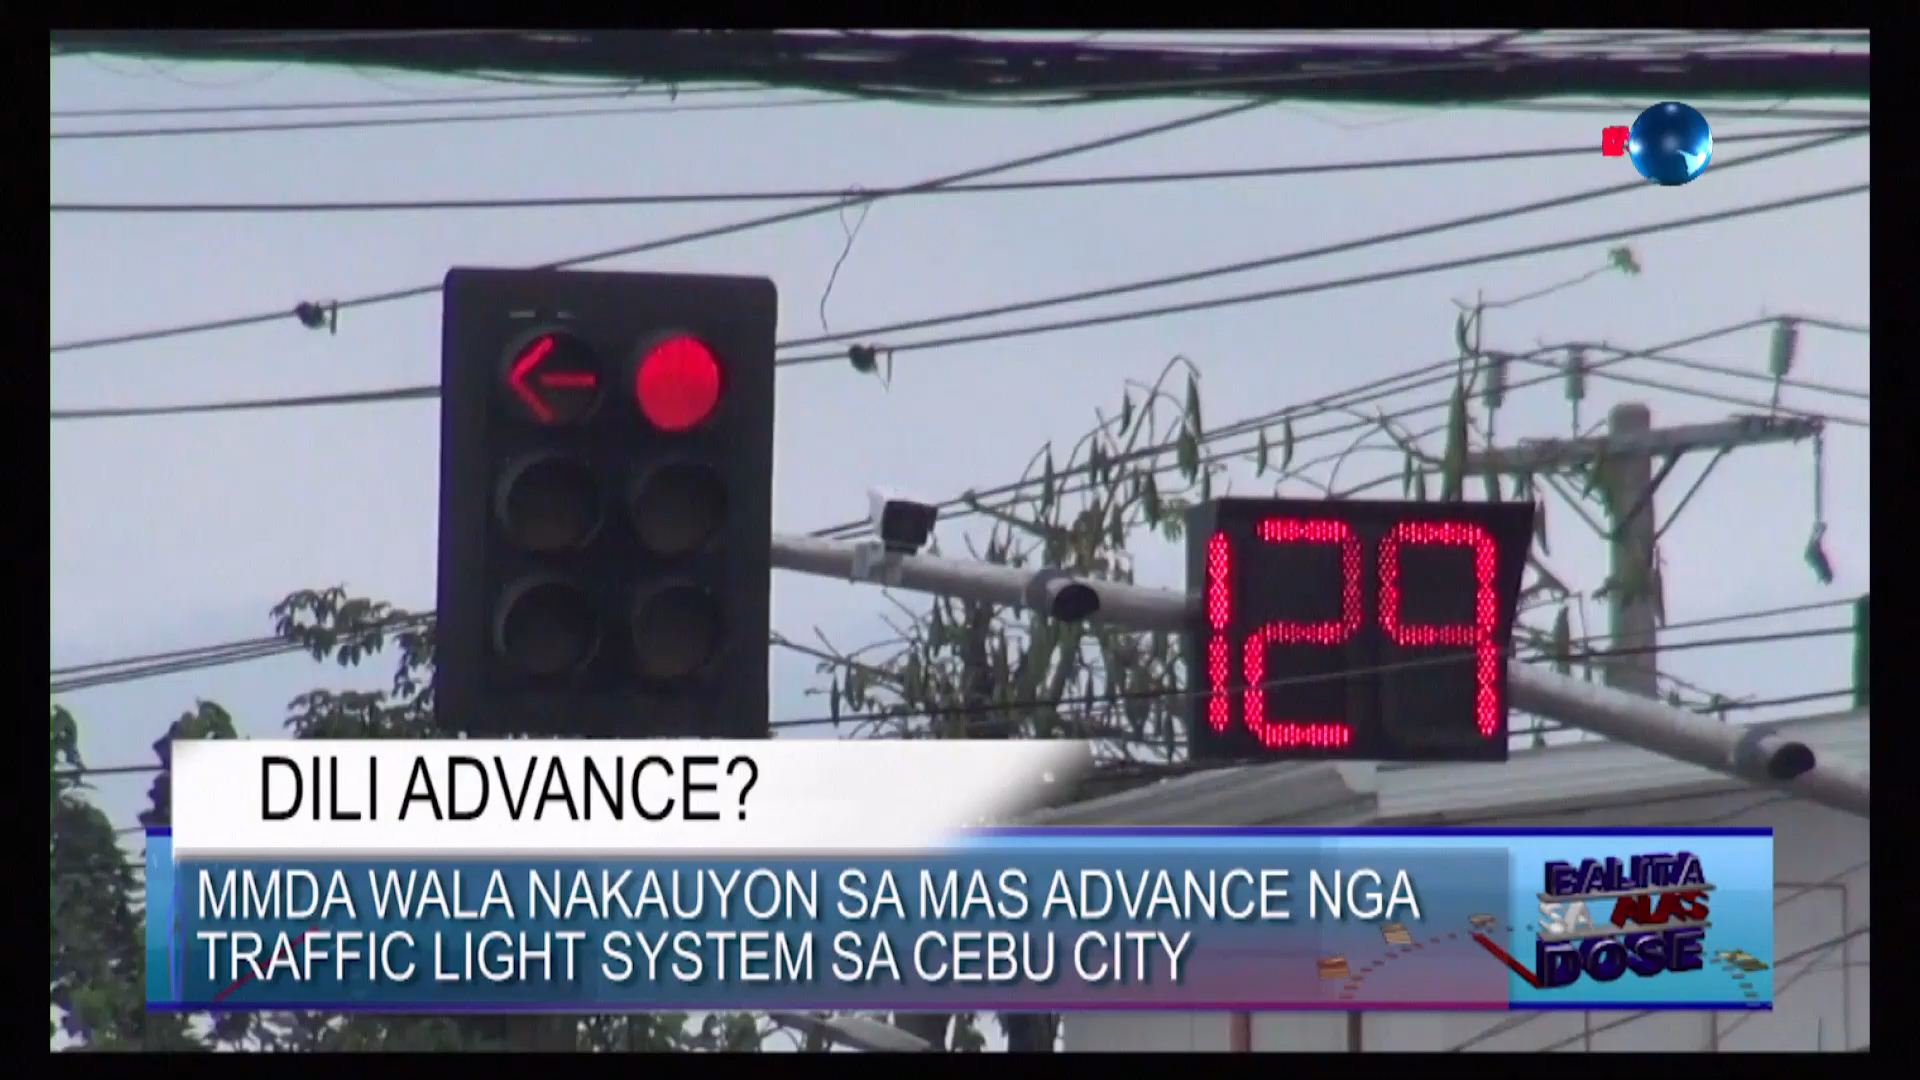 129
DILI ADVANCE?
MMDA WALA NAKAUYON SA MAS ADVANCE NGA
TRAFFIC LIGHT SYSTEM SA CEBU CITY
BALITA
SA ALAS
DOSE